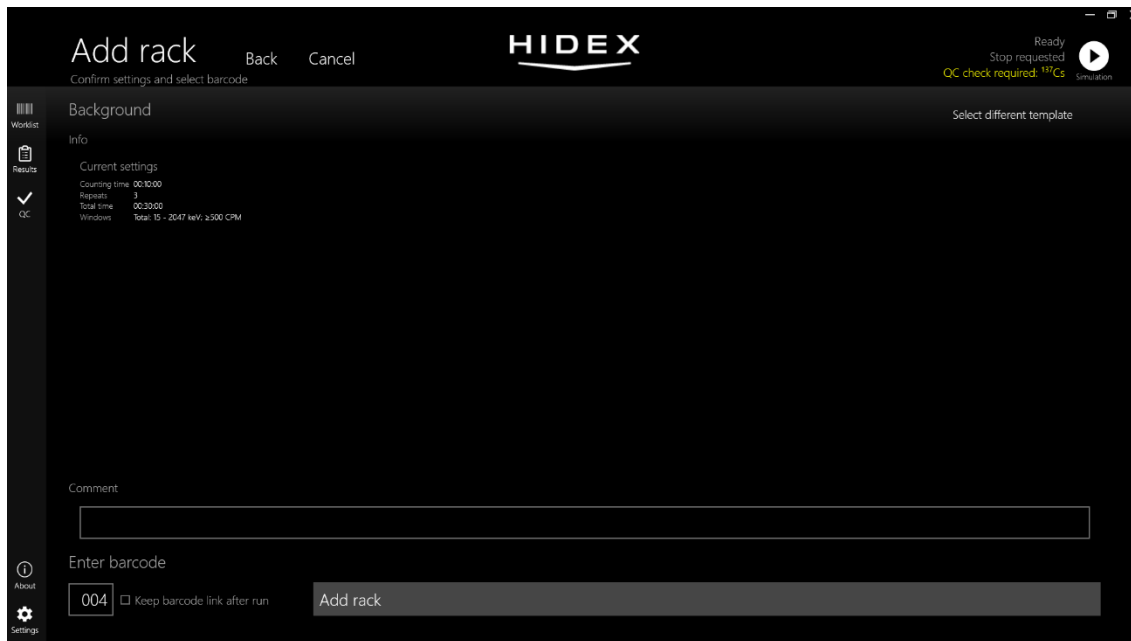 HIDEX
Add rack
Back
Cancel
Confirm settings and select barcode
Ready
Stop requested
QC check required: ¹³⁷Cs
Simulation
Worklist
Results
QC
About
Settings
Background
Select different template
Info
Current settings
Counting time 00:10:00
Repeats 3
Total time 00:30:00
Windows Total: 15 - 2047 keV; ≥500 CPM
Comment
Enter barcode
004
Keep barcode link after run
Add rack